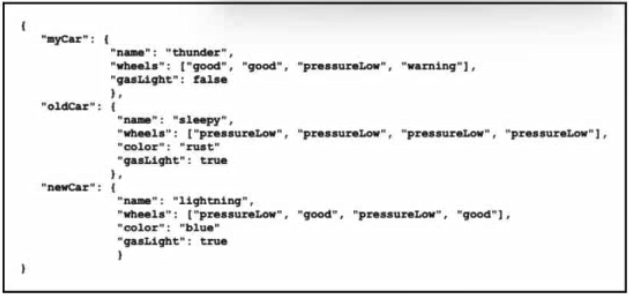 {
"myCar": {
"name": "thunder",
"wheels": ["good", "good", "pressureLow", "warning"],
"gasLight": false
},
"oldCar": {
"name": "sleepy",
"wheels": ["pressureLow", "pressureLow", "pressureLow", "pressureLow"],
"color": "rust"
"gasLight": true
},
"newCar": {
"name": "lightning",
"wheels": ["pressureLow", "good", "pressureLow", "good"],
"color": "blue"
"gasLight": true
}
}